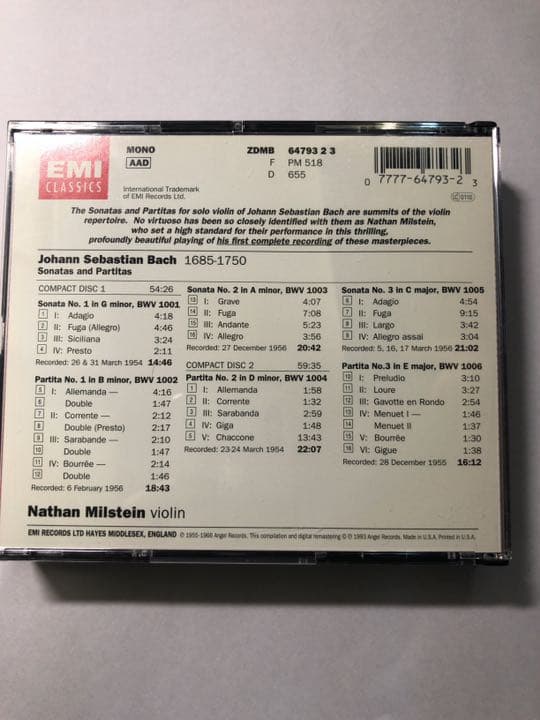 EMI
CLASSICS
MONO
AAD
International Trademark
of EMI Records Ltd.
ZDMB 64793 2 3
F PM 518
D 655
0 7777-64793-2 3
The Sonatas and Partitas for solo violin of Johann Sebastian Bach are summits of the violin
repertoire. No virtuoso has been so closely identified with them as Nathan Milstein,
who set a high standard for their performance in this thrilling,
profoundly beautiful playing of his first complete recording of these masterpieces.
Johann Sebastian Bach 1685-1750
Sonatas and Partitas
COMPACT DISC 1 54:26
Sonata No. 1 in G minor, BWV 1001
1 I: Adagio 4:18
2 II: Fuga (Allegro) 4:46
3 III: Siciliana 3:24
4 IV: Presto 2:11
Recorded: 26 & 31 March 1954 14:46
Partita No. 1 in B minor, BWV 1002
5 I: Allemanda — 4:16
6 Double 1:47
7 II: Corrente — 2:12
8 Double (Presto) 2:17
9 III: Sarabande — 2:10
10 Double 1:47
11 IV: Bourrée — 2:14
12 Double 1:46
Recorded: 6 February 1956 18:43
Sonata No. 2 in A minor, BWV 1003
13 I: Grave 4:07
14 II: Fuga 7:08
15 III: Andante 5:23
16 IV: Allegro 3:56
Recorded: 27 December 1956 20:42
COMPACT DISC 2 59:35
Partita No. 2 in D minor, BWV 1004
1 I: Allemanda 1:58
2 II: Corrente 1:32
3 III: Sarabanda 2:59
4 IV: Giga 1:48
5 V: Chaccone 13:43
Recorded: 23-24 March 1954 22:07
Sonata No. 3 in C major, BWV 1005
6 I: Adagio 4:54
7 II: Fuga 9:15
8 III: Largo 3:42
9 IV: Allegro assai 3:04
Recorded: 5, 16, 17 March 1956 21:02
Partita No.3 in E major, BWV 1006
10 I: Preludio 3:10
11 II: Loure 3:27
12 III: Gavotte en Rondo 2:54
13 IV: Menuet I — 1:46
14 Menuet II 1:37
15 V: Bourrée 1:30
16 VI: Gigue 1:38
Recorded: 28 December 1955 16:12
Nathan Milstein violin
EMI RECORDS LTD HAYES MIDDLESEX, ENGLAND ℗ 1955-1966 Angel Records. This compilation and digital remastering ℗ © 1993 Angel Records. Made in U.S.A. Printed in U.S.A.